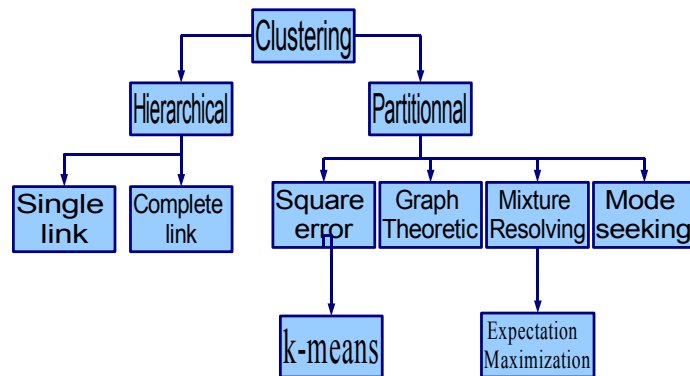 Clustering
Hierarchical
Partitionnal
Single
link
Complete
link
Square
error
Graph
Theoretic
Mixture
Resolving
Mode
seeking
k-means
Expectation
Maximization